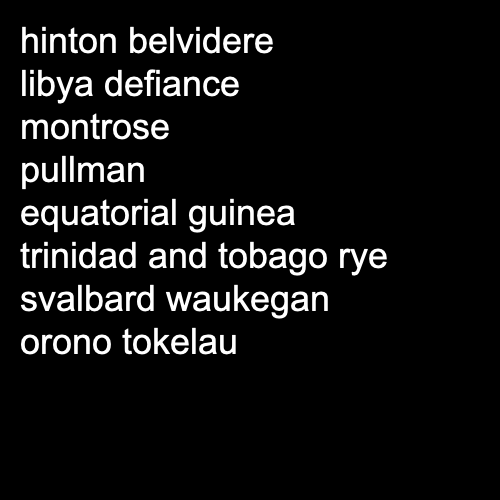 hinton belvidere
libya defiance
montrose
pullman
equatorial guinea
trinidad and tobago rye
svalbard waukegan
orono tokelau